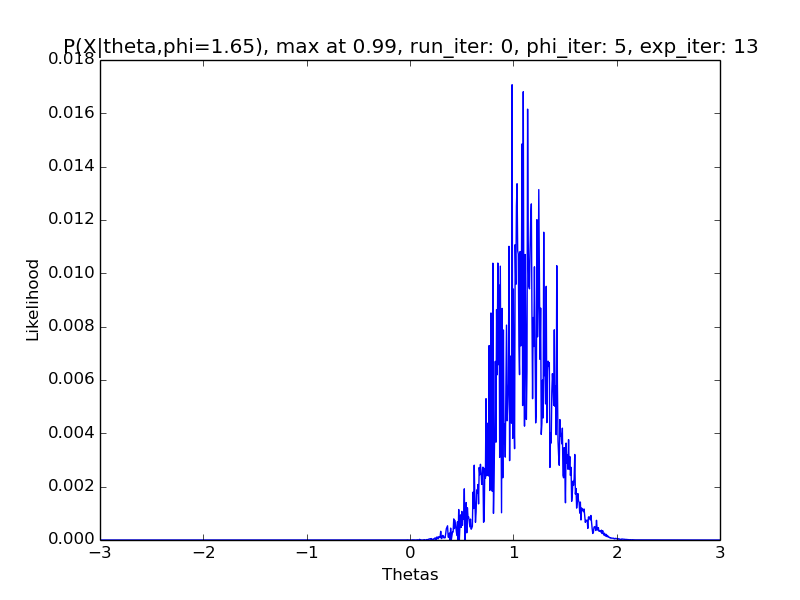 P(X|theta,phi=1.65), max at 0.99, run_iter: 0, phi_iter: 5, exp_iter: 13
0.018
0.016
0.014
0.012
0.010
0.008
0.006
0.004
0.002
0.000
Likelihood
−3 −2 −1 0 1 2 3
Thetas